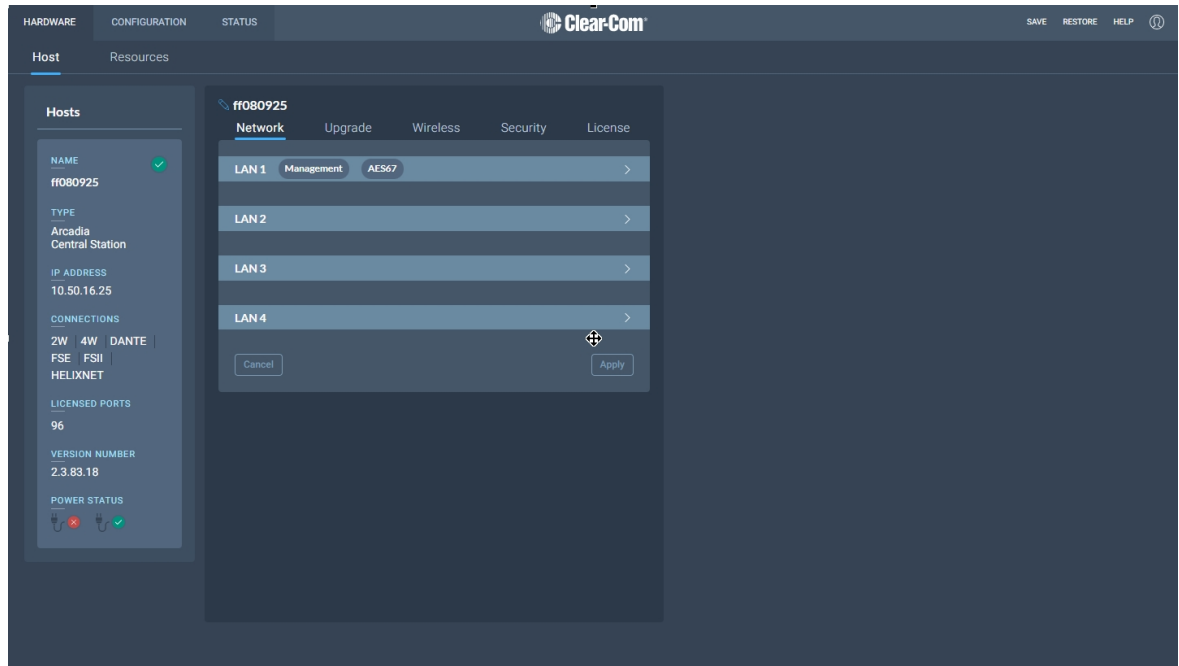 HARDWARE CONFIGURATION STATUS Clear-Com SAVE RESTORE HELP
Host Resources
Hosts
NAME
ff080925
TYPE
Arcadia
Central Station
IP ADDRESS
10.50.16.25
CONNECTIONS
2W 4W DANTE
FSE FSII
HELIXNET
LICENSED PORTS
96
VERSION NUMBER
2.3.83.18
POWER STATUS
ff080925
Network Upgrade Wireless Security License
LAN 1 Management AES67
LAN 2
LAN 3
LAN 4
Cancel Apply